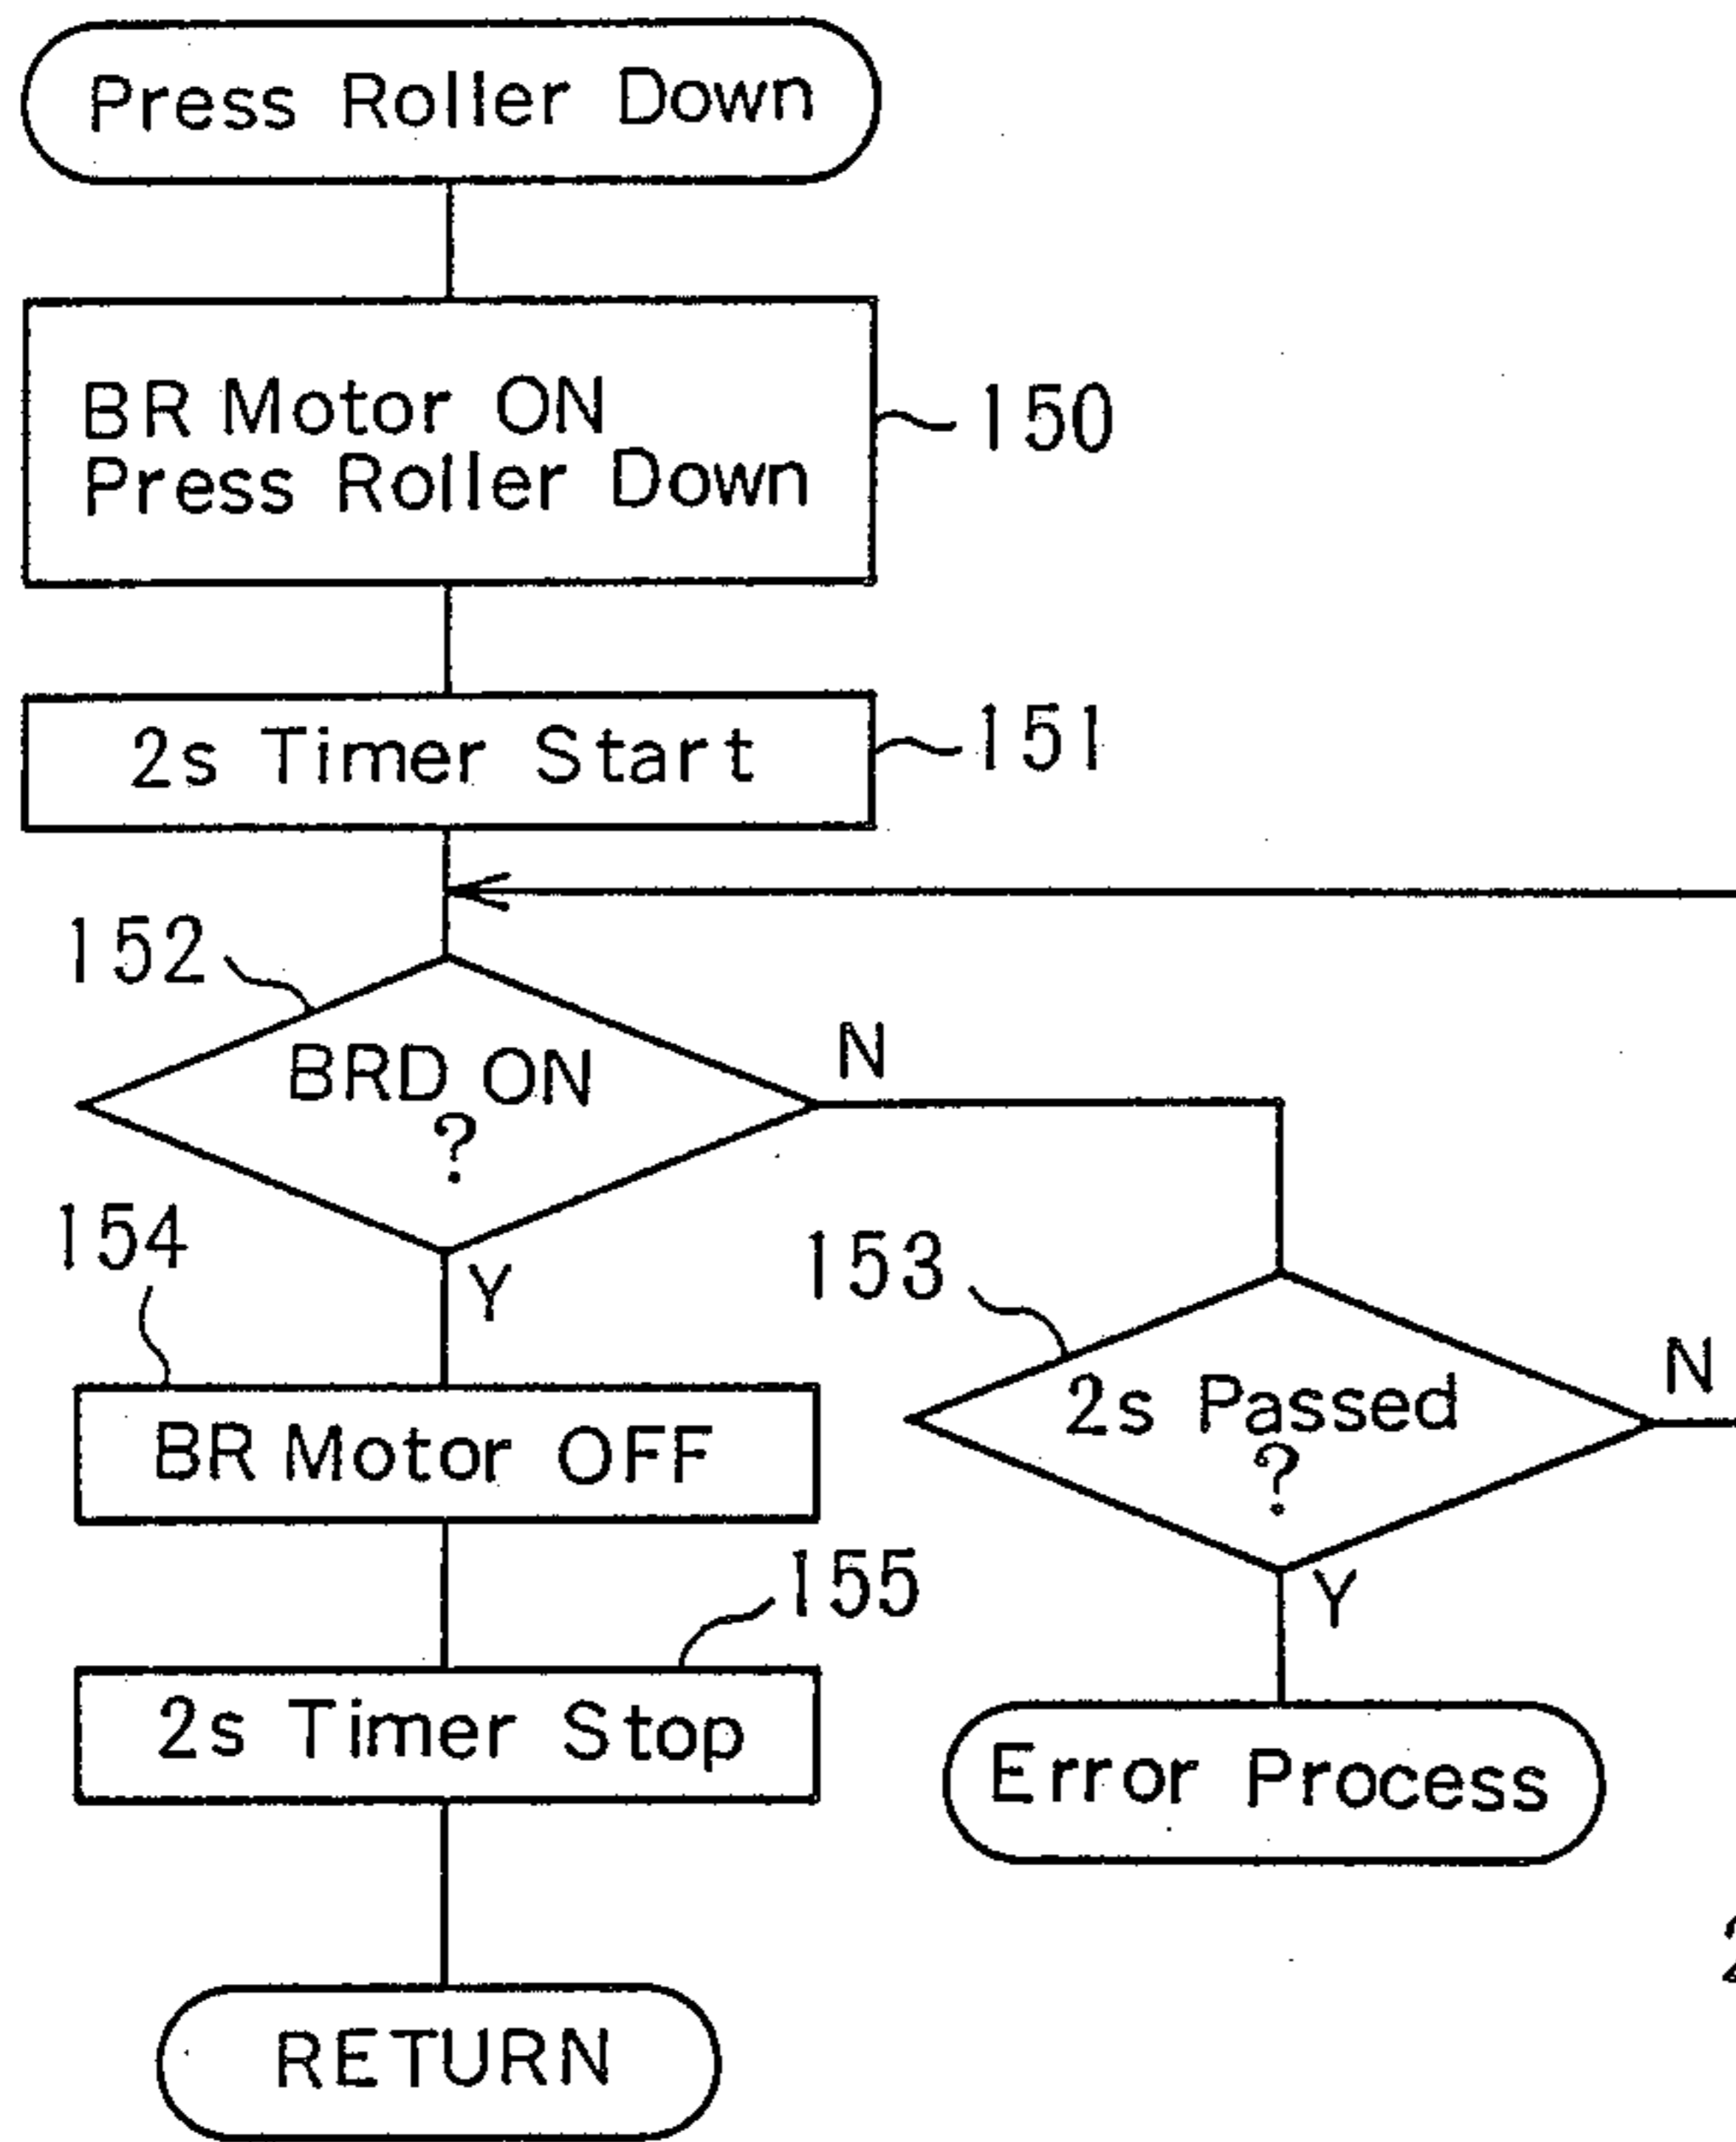 Press Roller Down
BR Motor ON
Press Roller Down
150
2s Timer Start
151
152
BRD ON
?
N
Y
153
2s Passed
?
N
Y
154
BR Motor OFF
155
2s Timer Stop
Error Process
RETURN